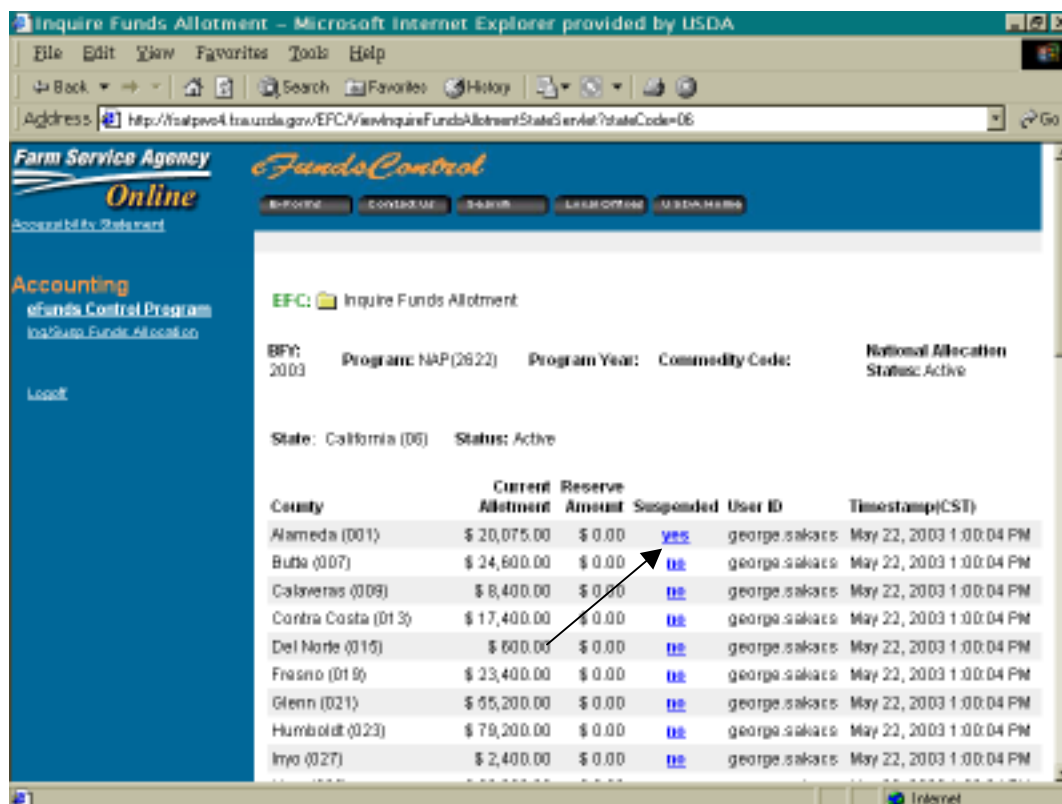 Inquire Funds Allotment – Microsoft Internet Explorer provided by USDA
File Edit View Favorites Tools Help
Back Search Favorites History
Address http://fsatpwo4.fsa.usda.gov/EFC/ViewInquireFundsAllotmentStateServlet?stateCode=06 Go
Farm Service Agency
Online
Accessibility Statement
eFundsControl
E-Forms Contact Us Search Local Offices USDA Home
Accounting
eFunds Control Program
Inq/Susp Funds Allocation
Logoff
EFC: Inquire Funds Allotment
BFY: 2003 Program: NAP(2622) Program Year: Commodity Code: National Allocation Status: Active
State: California (06) Status: Active
County Current Allotment Reserve Amount Suspended User ID Timestamp(CST)
Alameda (001) $ 20,075.00 $ 0.00 yes george.sakacs May 22, 2003 1:00:04 PM
Butte (007) $ 24,600.00 $ 0.00 no george.sakacs May 22, 2003 1:00:04 PM
Calaveras (009) $ 8,400.00 $ 0.00 no george.sakacs May 22, 2003 1:00:04 PM
Contra Costa (013) $ 17,400.00 $ 0.00 no george.sakacs May 22, 2003 1:00:04 PM
Del Norte (015) $ 600.00 $ 0.00 no george.sakacs May 22, 2003 1:00:04 PM
Fresno (019) $ 23,400.00 $ 0.00 no george.sakacs May 22, 2003 1:00:04 PM
Glenn (021) $ 65,200.00 $ 0.00 no george.sakacs May 22, 2003 1:00:04 PM
Humboldt (023) $ 79,200.00 $ 0.00 no george.sakacs May 22, 2003 1:00:04 PM
Inyo (027) $ 2,400.00 $ 0.00 no george.sakacs May 22, 2003 1:00:04 PM
Internet